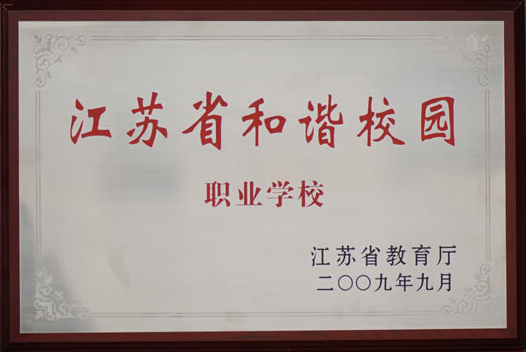 江苏省和谐校园
职业学校
江苏省教育厅
二〇〇九年九月